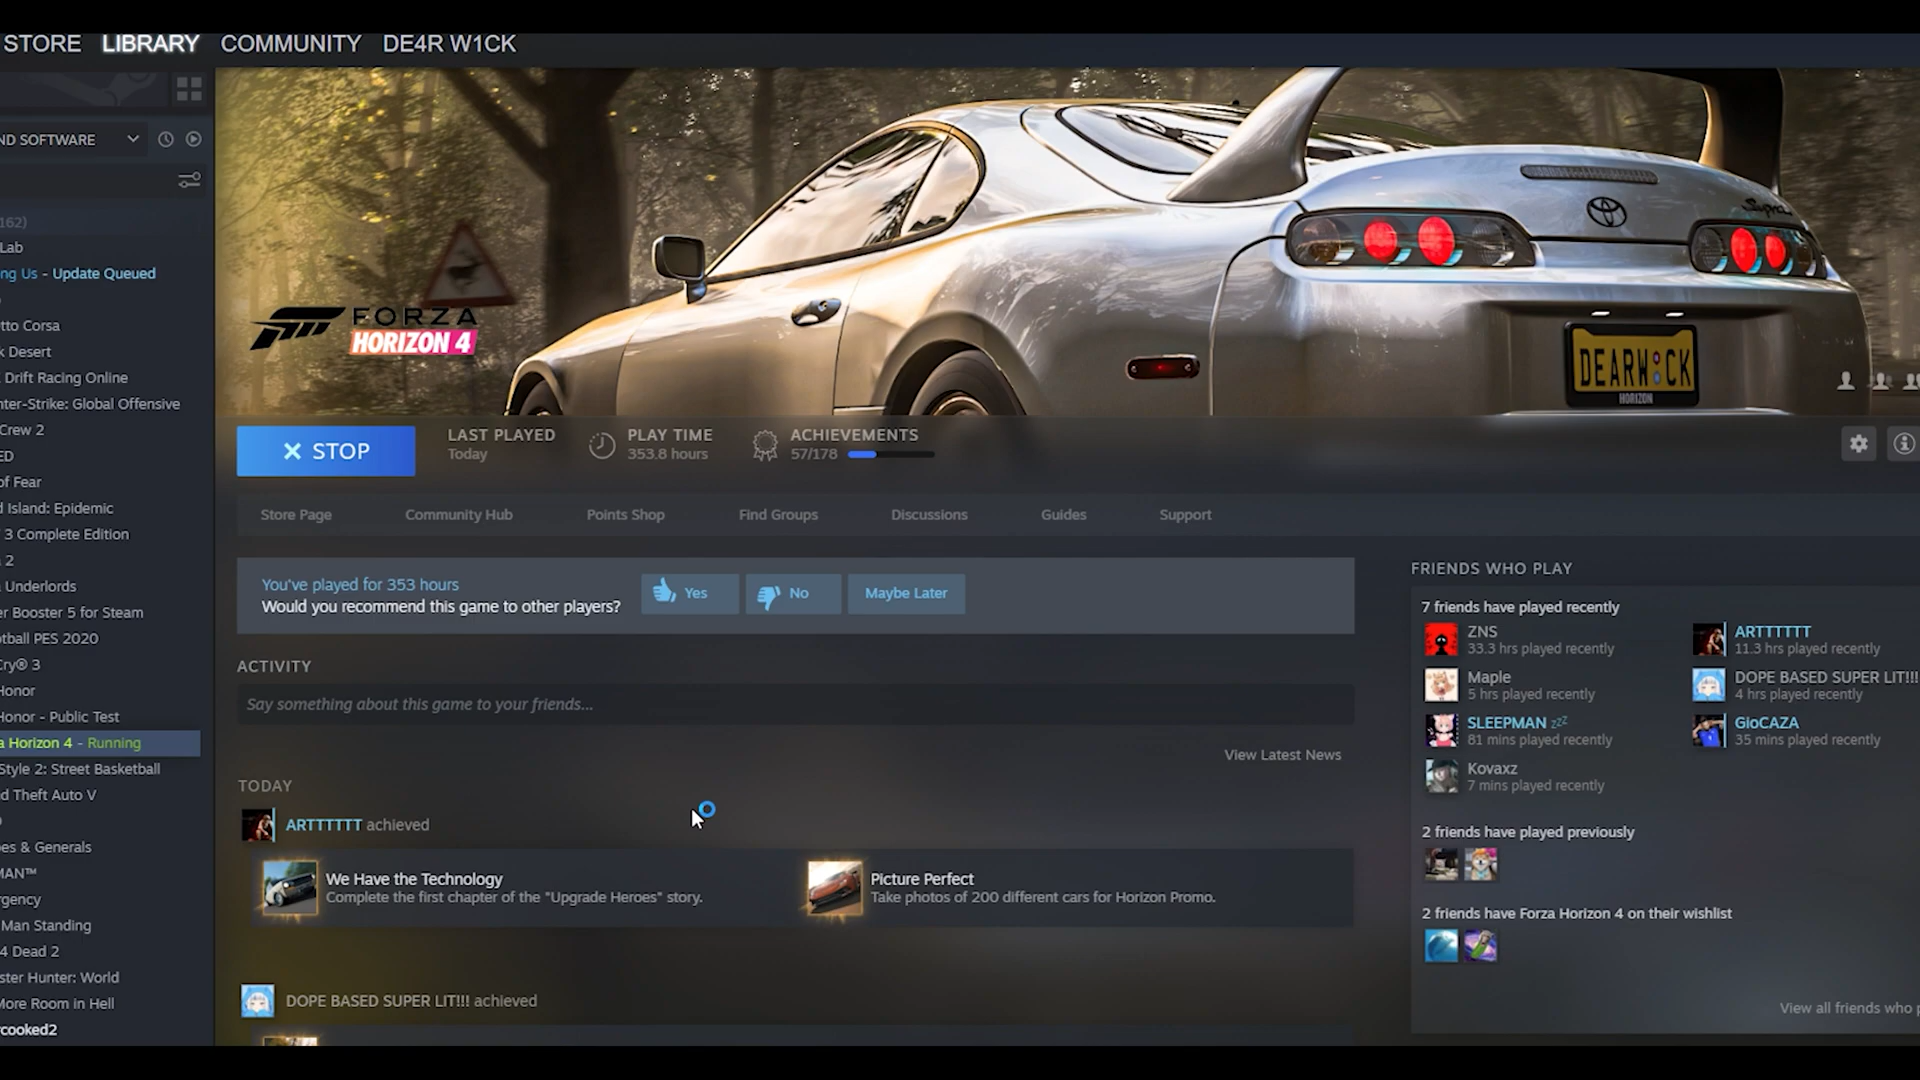 STORE LIBRARY COMMUNITY DE4R W1CK
ND SOFTWARE
162)
Lab
ng Us - Update Queued
tto Corsa
k Desert
Drift Racing Online
nter-Strike: Global Offensive
Crew 2
ED
of Fear
d Island: Epidemic
3 Complete Edition
2
Underlords
er Booster 5 for Steam
otball PES 2020
Cry® 3
Honor
Honor - Public Test
a Horizon 4 - Running
Style 2: Street Basketball
d Theft Auto V
es & Generals
MAN™
rgency
Man Standing
4 Dead 2
ster Hunter: World
More Room in Hell
rcooked2
FORZA
HORIZON 4
Supra
DEARW CK
HORIZON
STOP
LAST PLAYED
Today
PLAY TIME
353.8 hours
ACHIEVEMENTS
57/178
Store Page Community Hub Points Shop Find Groups Discussions Guides Support
You've played for 353 hours
Would you recommend this game to other players?
Yes No Maybe Later
ACTIVITY
Say something about this game to your friends...
View Latest News
TODAY
ARTTTTTT achieved
We Have the Technology
Complete the first chapter of the "Upgrade Heroes" story.
Picture Perfect
Take photos of 200 different cars for Horizon Promo.
DOPE BASED SUPER LIT!!! achieved
FRIENDS WHO PLAY
7 friends have played recently
ZNS
33.3 hrs played recently
ARTTTTTT
11.3 hrs played recently
Maple
5 hrs played recently
DOPE BASED SUPER LIT!!!
4 hrs played recently
SLEEPMAN zzZ
81 mins played recently
GioCAZA
35 mins played recently
Kovaxz
7 mins played recently
2 friends have played previously
2 friends have Forza Horizon 4 on their wishlist
View all friends who p